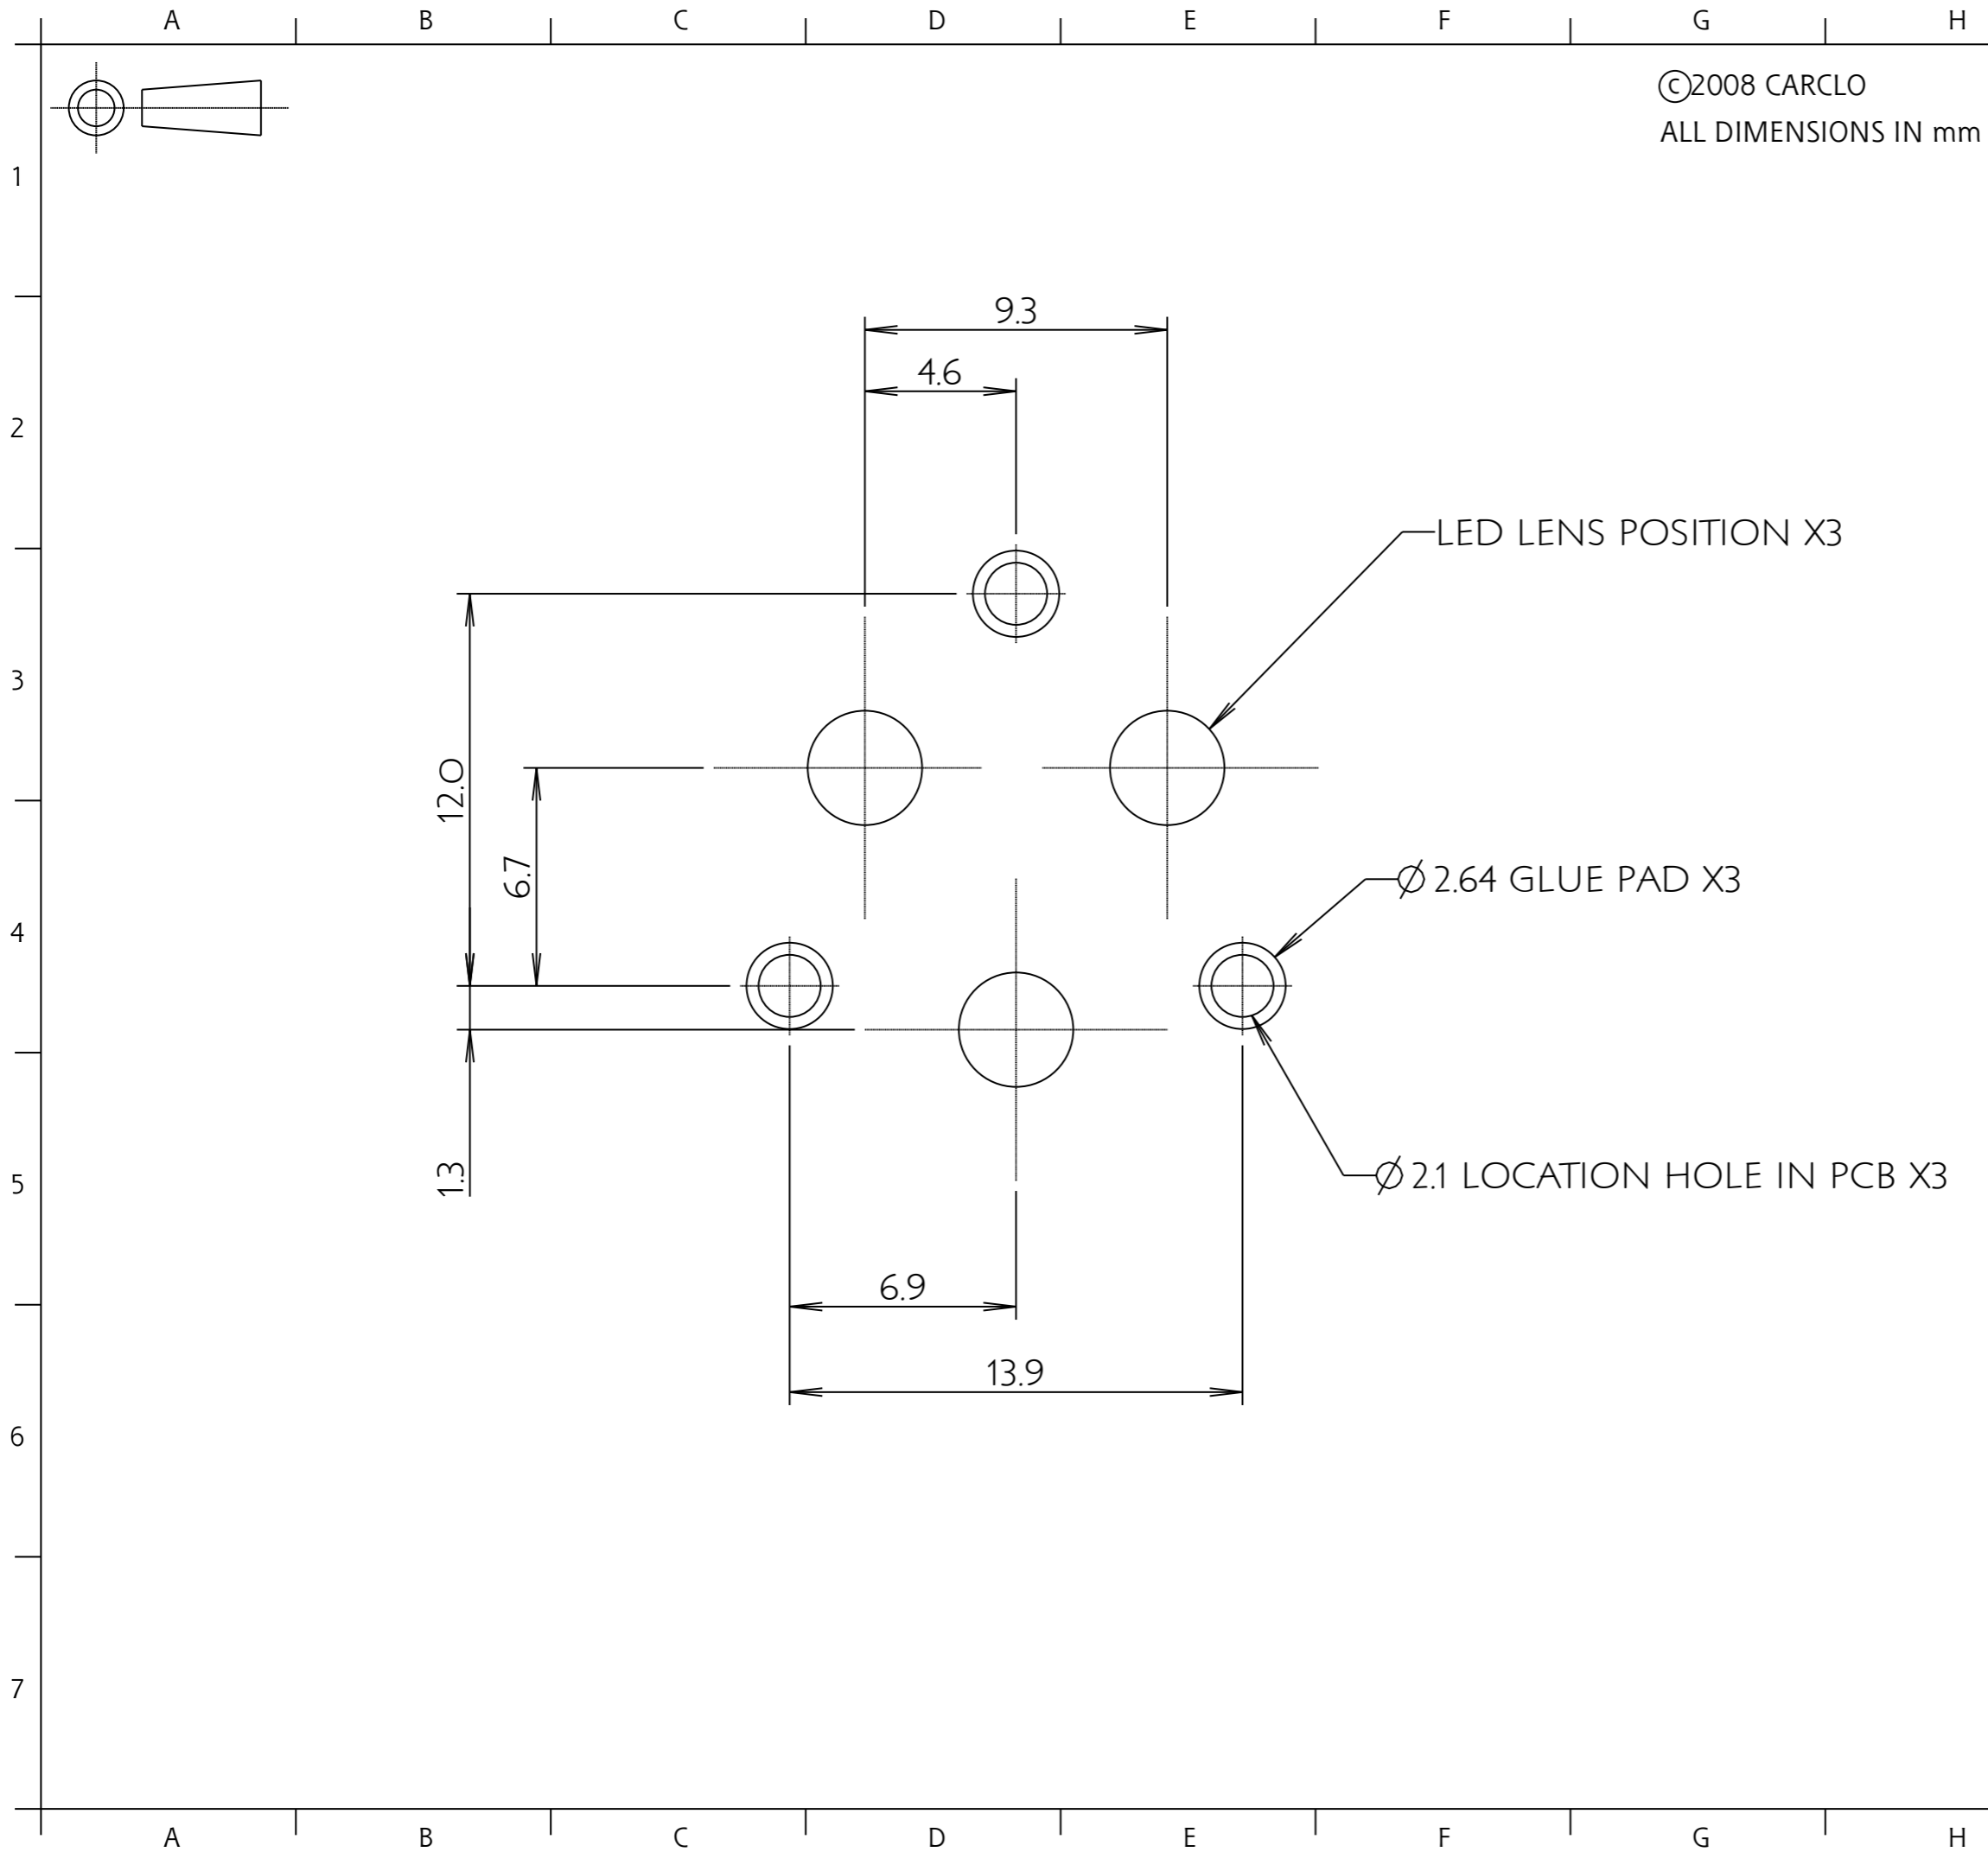 A B C D E F G H
©2008 CARCLO
ALL DIMENSIONS IN mm
1
9.3
4.6
2
LED LENS POSITION X3
3
12.0
6.7
⌀ 2.64 GLUE PAD X3
4
1.3
5
⌀ 2.1 LOCATION HOLE IN PCB X3
6.9
13.9
6
7
A B C D E F G H